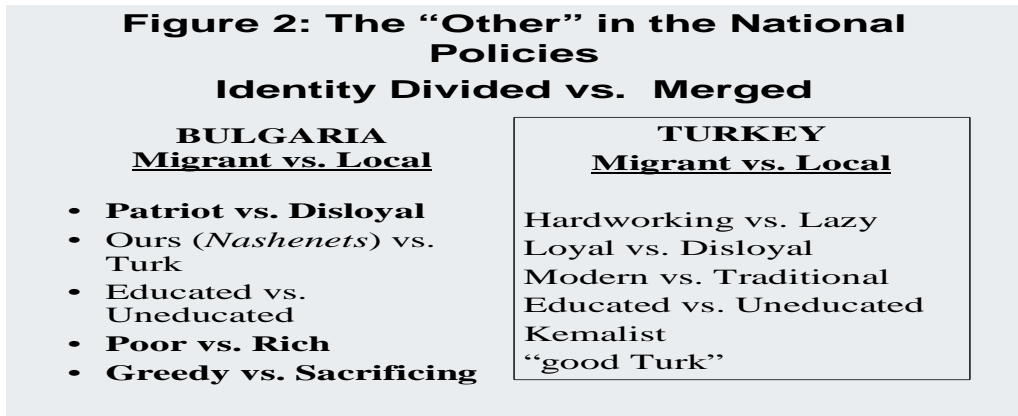 Figure 2: The “Other” in the National
Policies
Identity Divided vs. Merged
BULGARIA
Migrant vs. Local
• Patriot vs. Disloyal
• Ours (Nashenets) vs.
Turk
• Educated vs.
Uneducated
• Poor vs. Rich
• Greedy vs. Sacrificing
TURKEY
Migrant vs. Local
Hardworking vs. Lazy
Loyal vs. Disloyal
Modern vs. Traditional
Educated vs. Uneducated
Kemalist
“good Turk”